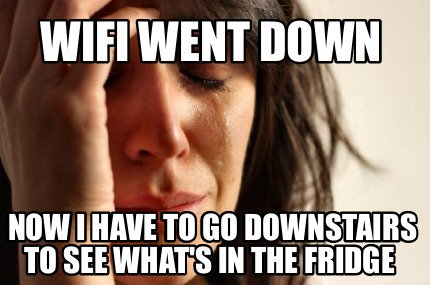 WIFI WENT DOWN
NOW I HAVE TO GO DOWNSTAIRS
TO SEE WHAT'S IN THE FRIDGE